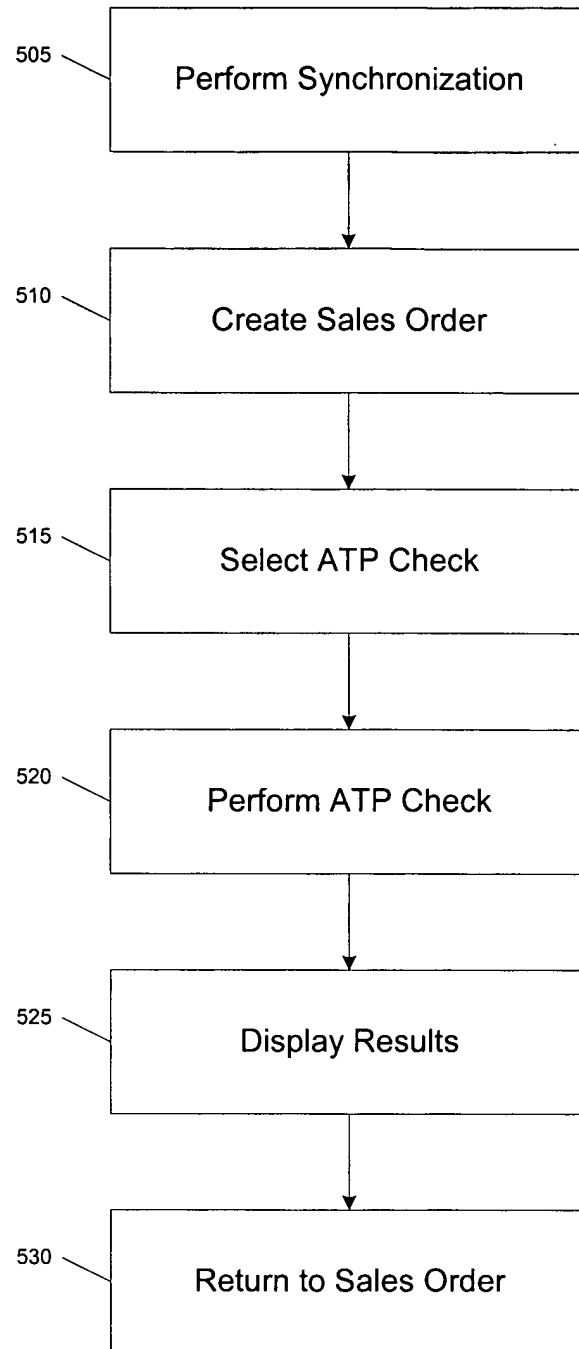 505
Perform Synchronization
510
Create Sales Order
515
Select ATP Check
520
Perform ATP Check
525
Display Results
530
Return to Sales Order